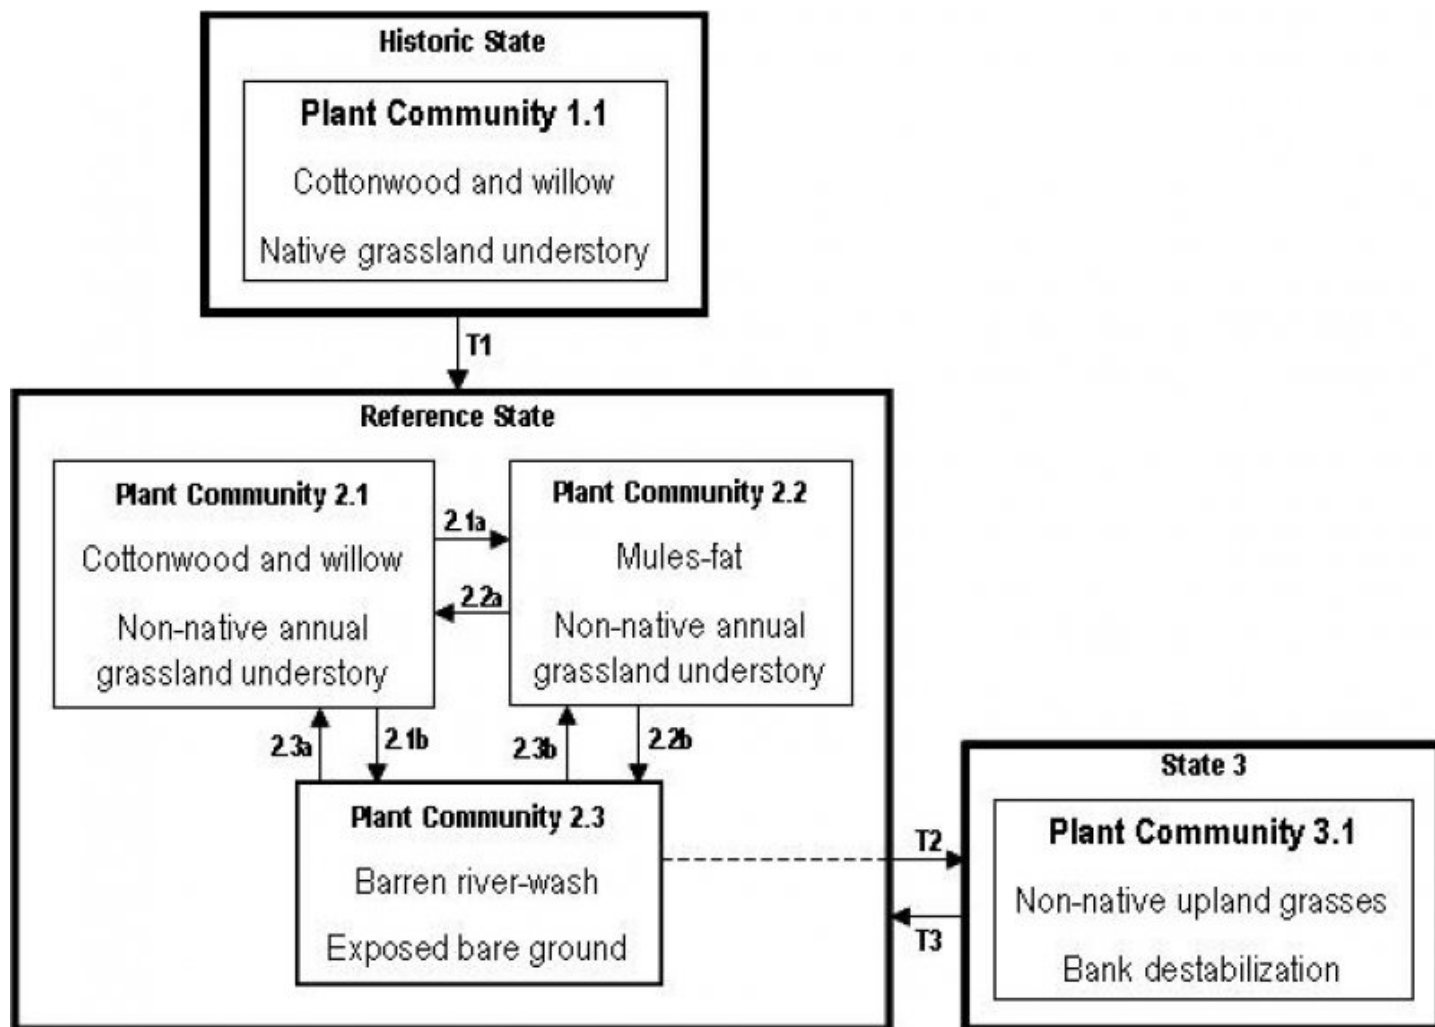 Historic State
Plant Community 1.1
Cottonwood and willow
Native grassland understory
T1
Reference State
Plant Community 2.1
Cottonwood and willow
Non-native annual
grassland understory
2.1a
2.2a
Plant Community 2.2
Mules-fat
Non-native annual
grassland understory
2.3a
2.1b
2.3b
2.2b
Plant Community 2.3
Barren river-wash
Exposed bare ground
T2
T3
State 3
Plant Community 3.1
Non-native upland grasses
Bank destabilization